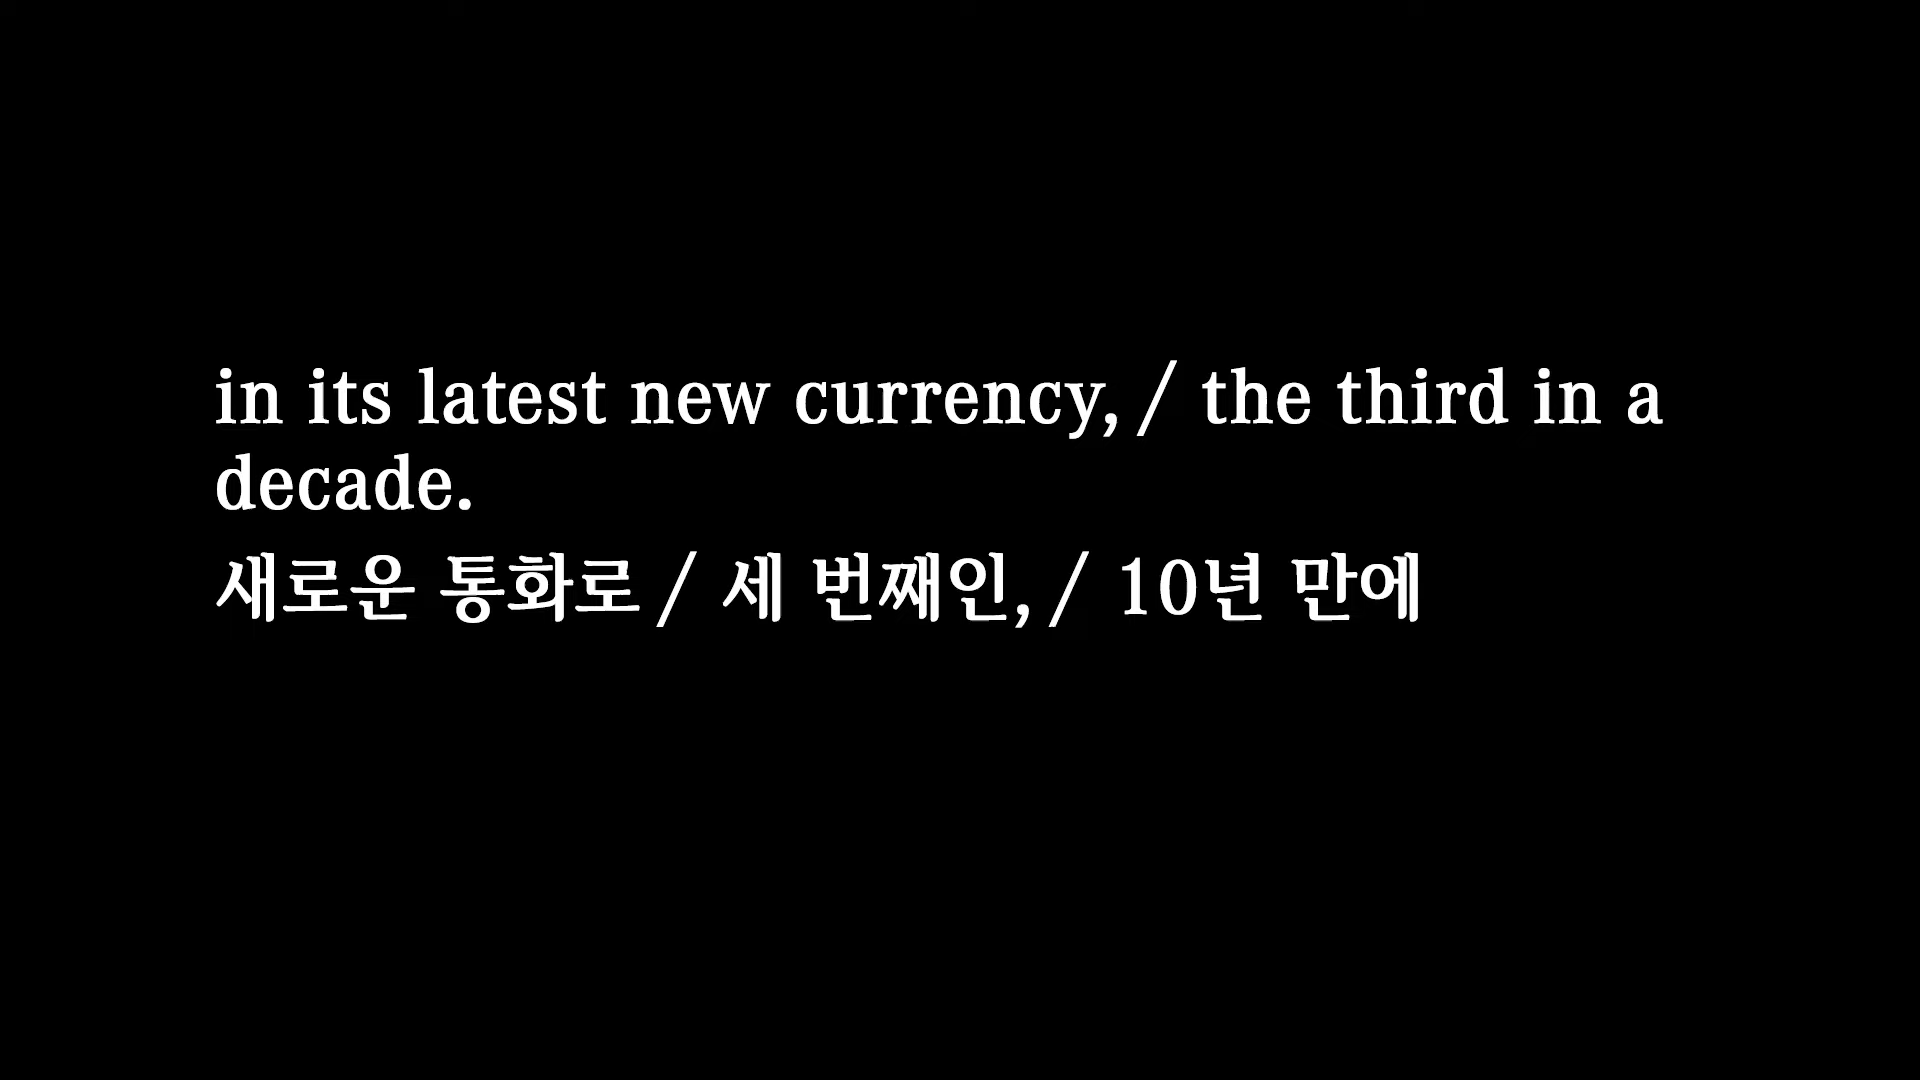 in its latest new currency, / the third in a
decade.
새로운 통화로 / 세 번째인, / 10년 만에